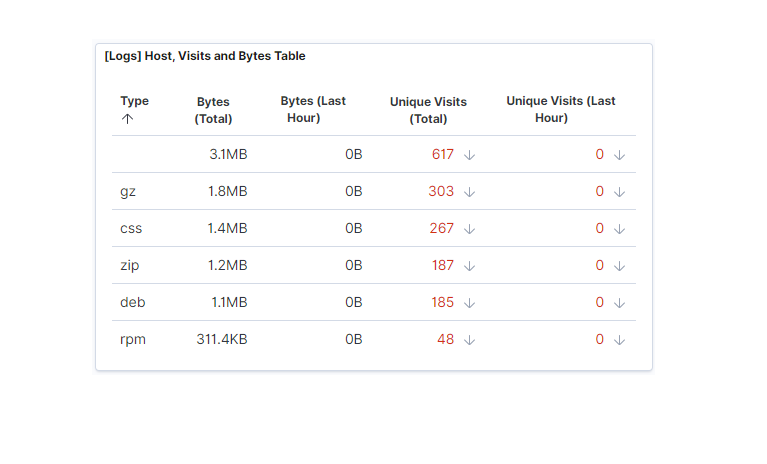 [Logs] Host, Visits and Bytes Table
Type ↑ Bytes (Total) Bytes (Last Hour) Unique Visits (Total) Unique Visits (Last Hour)
3.1MB 0B 617 ↓ 0 ↓
gz 1.8MB 0B 303 ↓ 0 ↓
css 1.4MB 0B 267 ↓ 0 ↓
zip 1.2MB 0B 187 ↓ 0 ↓
deb 1.1MB 0B 185 ↓ 0 ↓
rpm 311.4KB 0B 48 ↓ 0 ↓